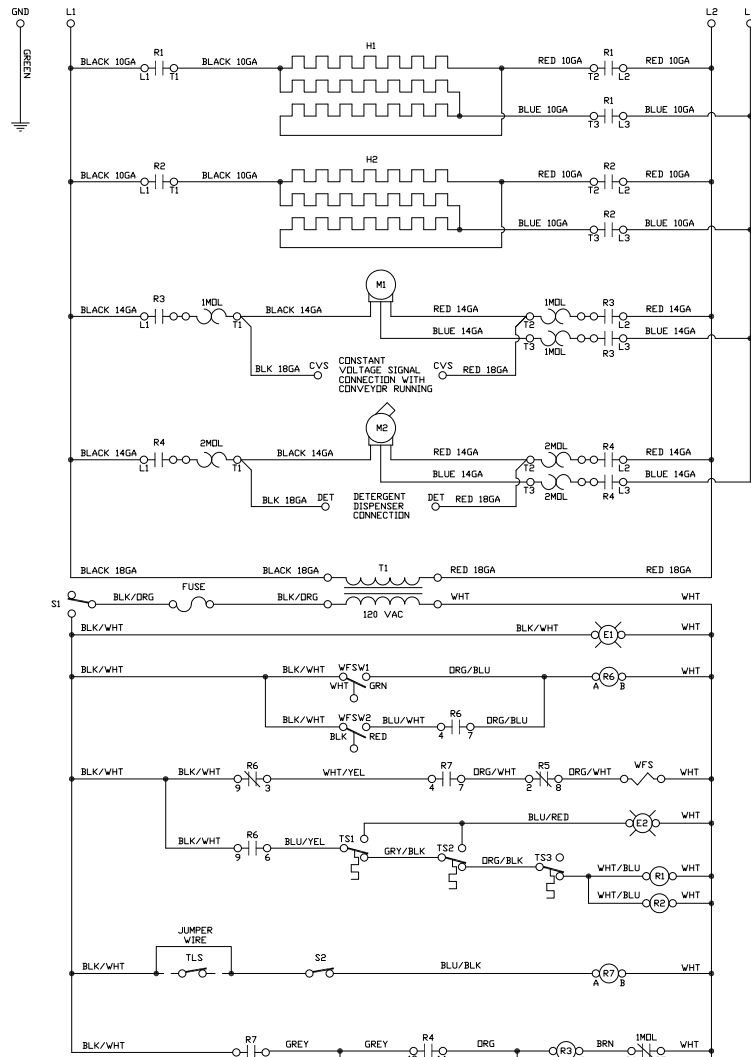 GND L1 L2 L
GREEN
BLACK 10GA R1 BLACK 10GA H1 RED 10GA R1 RED 10GA
L1 T1 T2 L2
BLUE 10GA R1 BLUE 10GA
T3 L3
BLACK 10GA R2 BLACK 10GA H2 RED 10GA R2 RED 10GA
L1 T1 T2 L2
BLUE 10GA R2 BLUE 10GA
T3 L3
BLACK 14GA R3 1MOL BLACK 14GA M1 RED 14GA 1MOL R3 RED 14GA
L1 T1 T2 L2
BLUE 14GA BLUE 14GA
T3 1MOL R3 L3
BLK 18GA CVS CONSTANT CVS RED 18GA
VOLTAGE SIGNAL
CONNECTION WITH
CONVEYOR RUNNING
BLACK 14GA R4 2MOL BLACK 14GA M2 RED 14GA 2MOL R4 RED 14GA
L1 T1 T2 L2
BLUE 14GA BLUE 14GA
T3 2MOL R4 L3
BLK 18GA DET DETERGENT DET RED 18GA
DISPENSER
CONNECTION
BLACK 18GA BLACK 18GA T1 RED 18GA RED 18GA
S1 BLK/ORG FUSE BLK/ORG WHT WHT
120 VAC
BLK/WHT BLK/WHT E1 WHT
BLK/WHT BLK/WHT WFSW1 ORG/BLU R6 WHT
WHT GRN A B
BLK/WHT WFSW2 BLU/WHT R6 ORG/BLU
BLK RED 4 7
BLK/WHT BLK/WHT R6 WHT/YEL R7 ORG/WHT R5 ORG/WHT WFS WHT
9 3 4 7 2 8
BLU/RED E2 WHT
BLK/WHT R6 BLU/YEL TS1 GRY/BLK TS2 ORG/BLK TS3
9 6
WHT/BLU R1 WHT
WHT/BLU R2 WHT
JUMPER
WIRE
BLK/WHT TLS S2 BLU/BLK R7 WHT
A B
BLK/WHT R7 GREY GREY R4 ORG R3 BRN 1MOL WHT